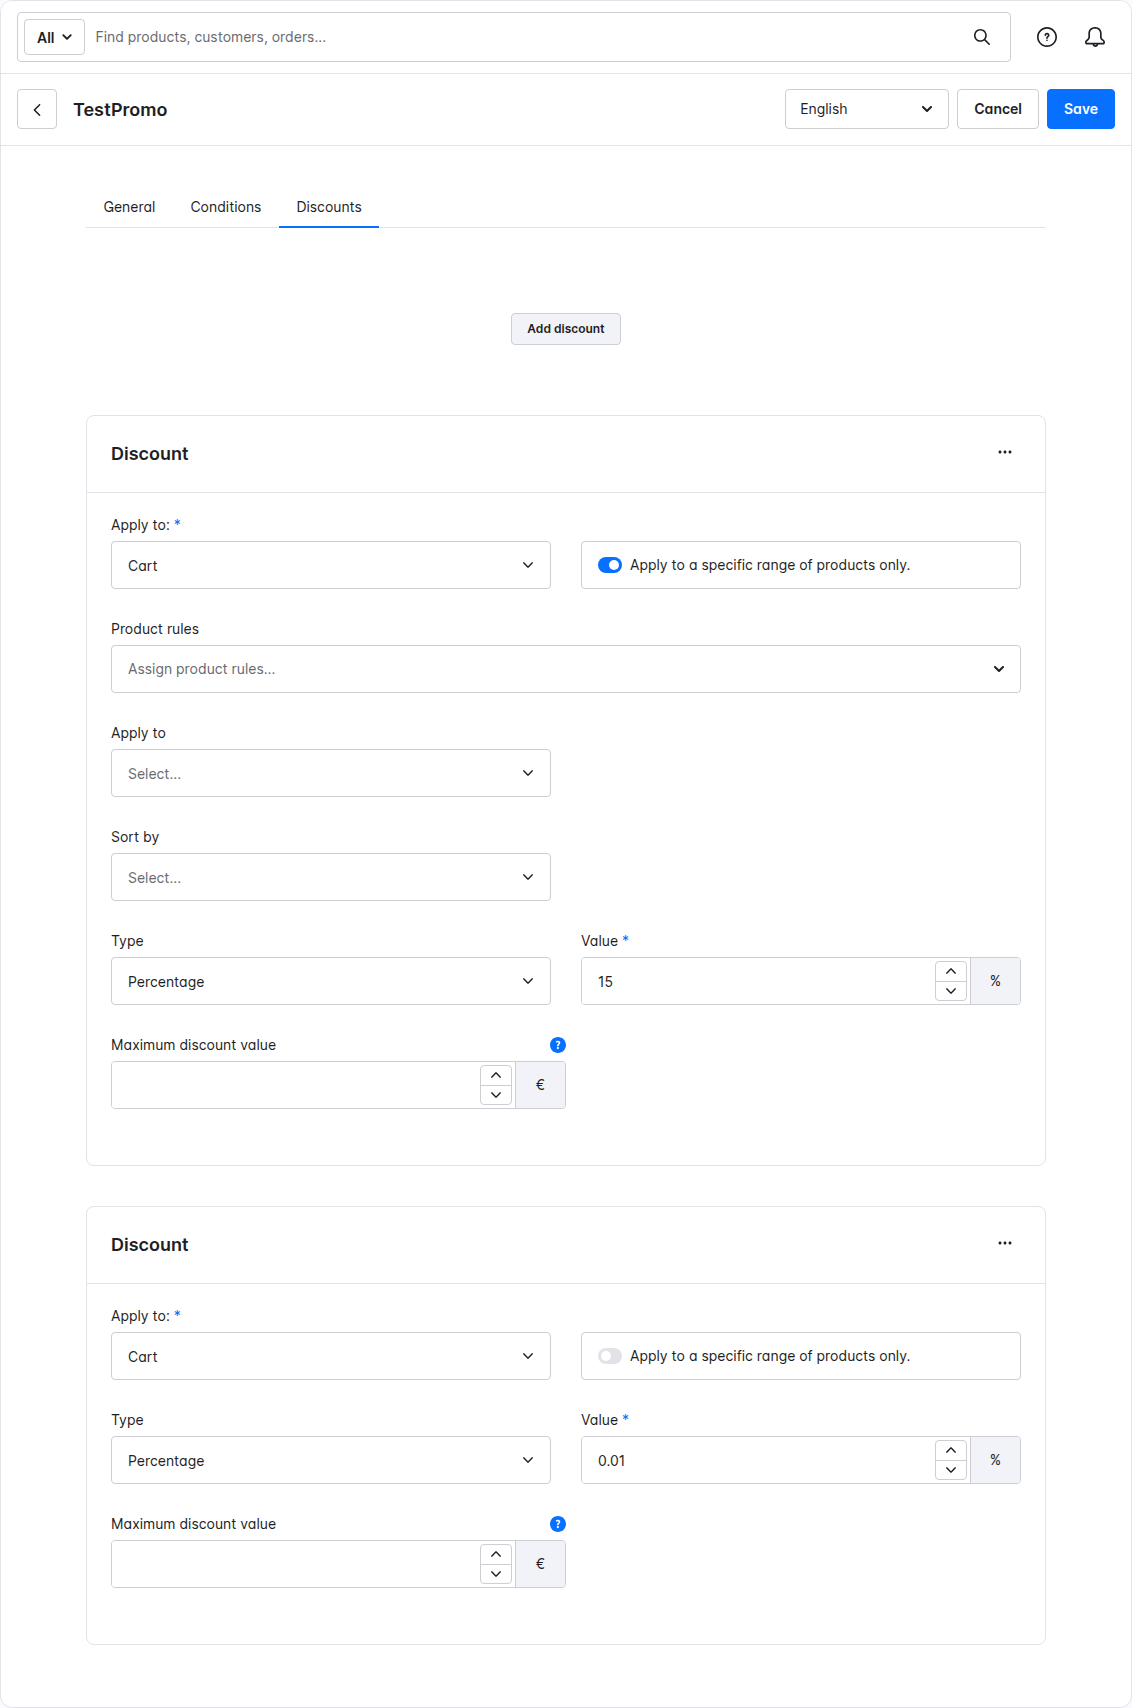 All
Find products, customers, orders...
TestPromo
English
Cancel
Save
General
Conditions
Discounts
Add discount
Discount
Apply to: *
Cart
Apply to a specific range of products only.
Product rules
Assign product rules...
Apply to
Select...
Sort by
Select...
Type
Value *
Percentage
15
%
Maximum discount value
?
€
Discount
Apply to: *
Cart
Apply to a specific range of products only.
Type
Value *
Percentage
0.01
%
Maximum discount value
?
€